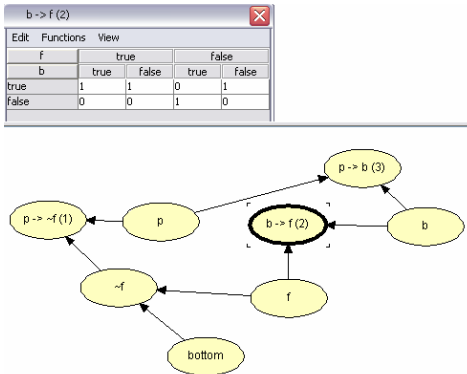 b -> f (2)
Edit Functions View
f true false
b true false true false
true 1 1 0 1
false 0 0 1 0
p -> b (3)
p -> ~f (1)
p
b -> f (2)
b
~f
f
bottom